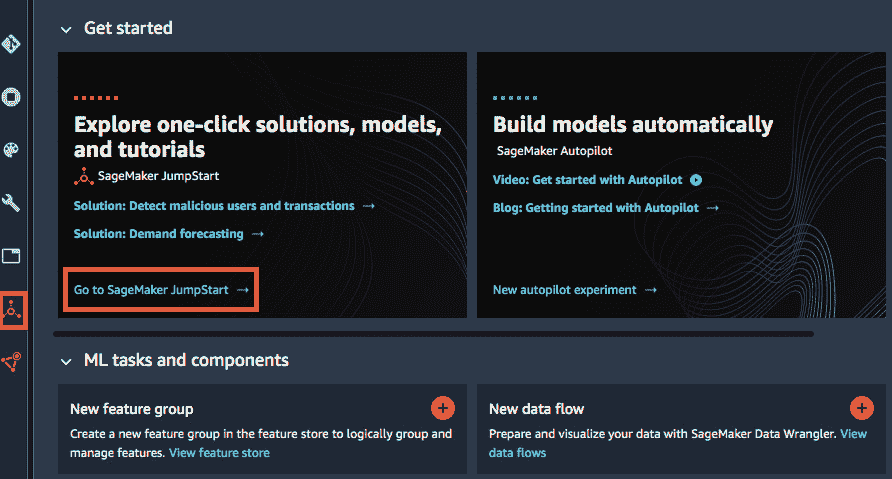 Get started
Explore one-click solutions, models,
and tutorials
SageMaker JumpStart
Solution: Detect malicious users and transactions →
Solution: Demand forecasting →
Go to SageMaker JumpStart →
Build models automatically
SageMaker Autopilot
Video: Get started with Autopilot
Blog: Getting started with Autopilot →
New autopilot experiment →
ML tasks and components
New feature group
Create a new feature group in the feature store to logically group and
manage features. View feature store
New data flow
Prepare and visualize your data with SageMaker Data Wrangler. View
data flows